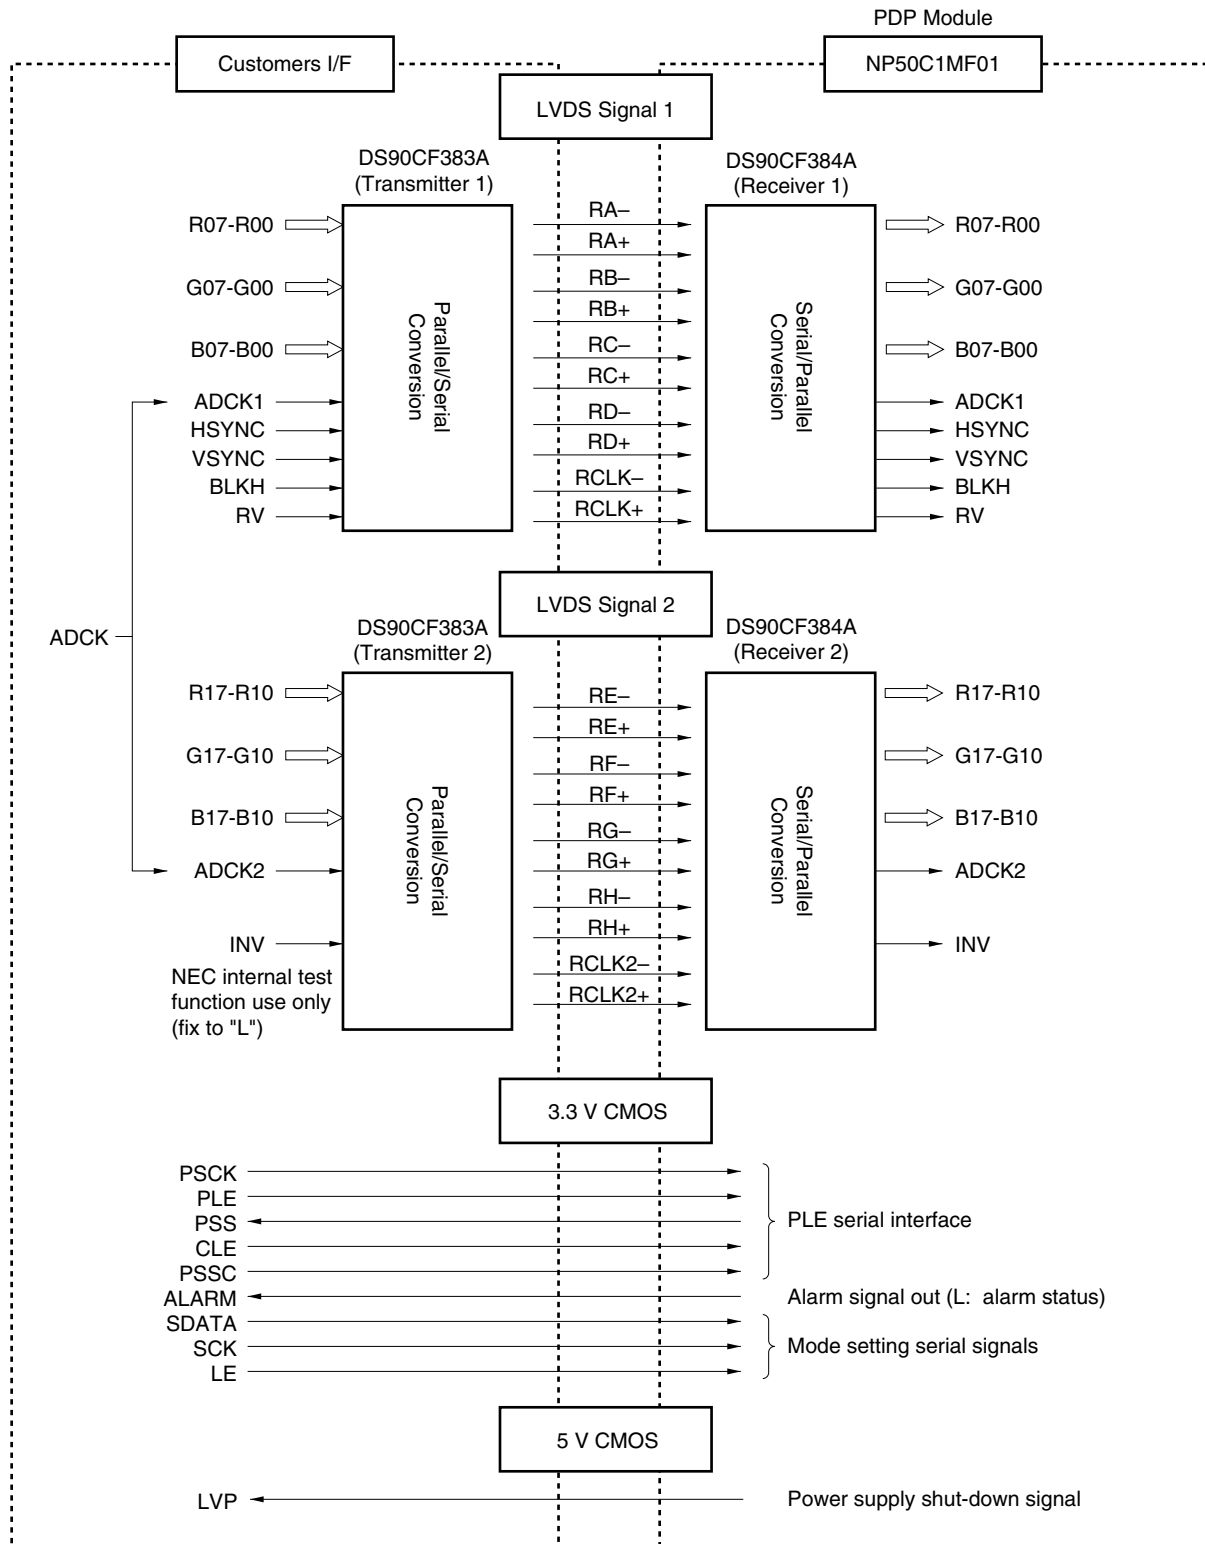 PDP Module
Customers I/F
NP50C1MF01
LVDS Signal 1
DS90CF383A
(Transmitter 1)
DS90CF384A
(Receiver 1)
R07-R00
G07-G00
B07-B00
ADCK1
HSYNC
VSYNC
BLKH
RV
Parallel/Serial
Conversion
RA–
RA+
RB–
RB+
RC–
RC+
RD–
RD+
RCLK–
RCLK+
Serial/Parallel
Conversion
R07-R00
G07-G00
B07-B00
ADCK1
HSYNC
VSYNC
BLKH
RV
ADCK
LVDS Signal 2
DS90CF383A
(Transmitter 2)
DS90CF384A
(Receiver 2)
R17-R10
G17-G10
B17-B10
ADCK2
INV
NEC internal test
function use only
(fix to "L")
Parallel/Serial
Conversion
RE–
RE+
RF–
RF+
RG–
RG+
RH–
RH+
RCLK2–
RCLK2+
Serial/Parallel
Conversion
R17-R10
G17-G10
B17-B10
ADCK2
INV
3.3 V CMOS
PSCK
PLE
PSS
CLE
PSSC
PLE serial interface
ALARM
Alarm signal out (L: alarm status)
SDATA
SCK
LE
Mode setting serial signals
5 V CMOS
LVP
Power supply shut-down signal